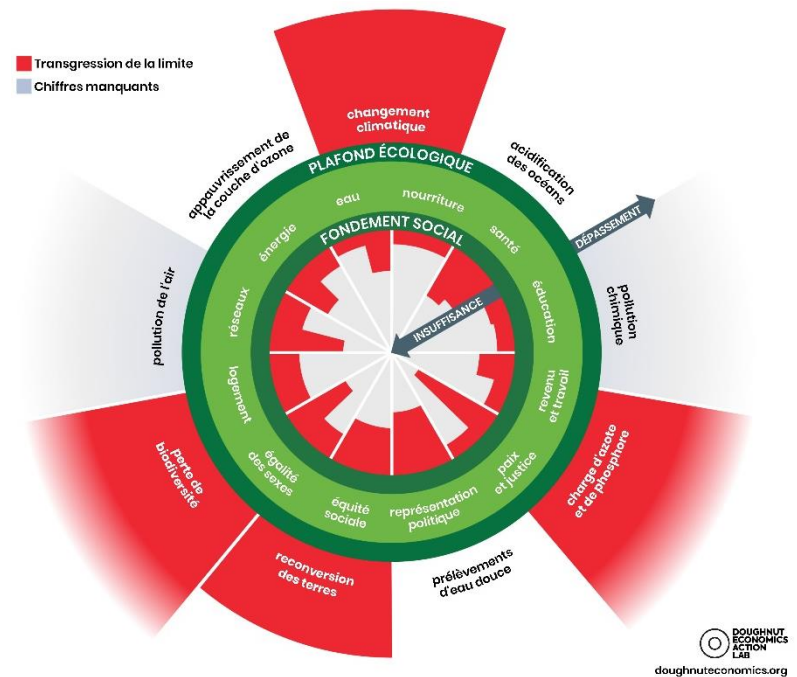 Transgression de la limite
Chiffres manquants
changement
climatique
appauvrissement de
la couche d'ozone
acidification
des océans
PLAFOND ÉCOLOGIQUE
eau
nourriture
énergie
santé
FONDEMENT SOCIAL
DÉPASSEMENT
réseaux
INSUFFISANCE
éducation
pollution de l'air
pollution
chimique
logement
revenu
et travail
égalité
des sexes
paix
et justice
équité
sociale
représentation
politique
perte de
biodiversité
charge d'azote
et de phosphore
reconversion
des terres
prélèvements
d'eau douce
DOUGHNUT
ECONOMICS
ACTION
LAB
doughnuteconomics.org